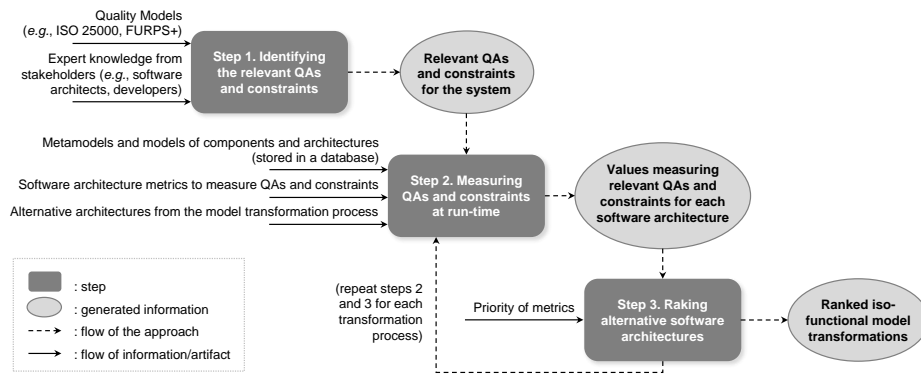 Quality Models
(e.g., ISO 25000, FURPS+)
Expert knowledge from
stakeholders (e.g., software
architects, developers)
Step 1. Identifying
the relevant QAs
and constraints
Relevant QAs
and constraints
for the system
Metamodels and models of components and architectures
(stored in a database)
Software architecture metrics to measure QAs and constraints
Alternative architectures from the model transformation process
Step 2. Measuring
QAs and constraints
at run-time
Values measuring
relevant QAs and
constraints for each
software architecture
(repeat steps 2
and 3 for each
transformation
process)
Priority of metrics
Step 3. Raking
alternative software
architectures
Ranked iso-
functional model
transformations
: step
: generated information
: flow of the approach
: flow of information/artifact